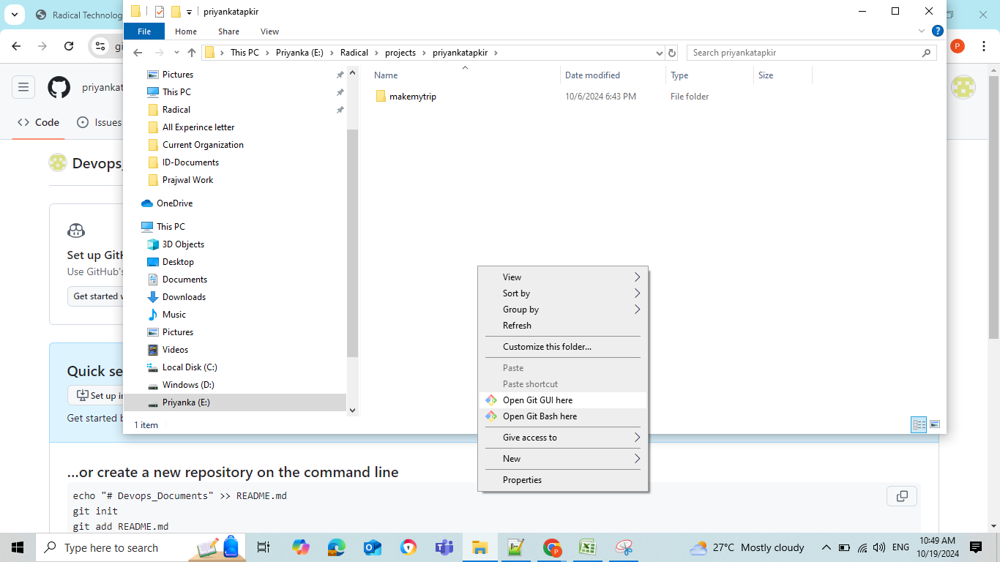 Radical Technolog
priyankatapkir
File
Home
Share
View
This PC
Priyanka (E:)
Radical
projects
priyankatapkir
Search priyankatapkir
gi
P
priyankat
Code
Issues
Devops_
Set up GitH
Use GitHub's
Get started w
Quick se
Set up in
Get started b
Pictures
This PC
Radical
All Experince letter
Current Organization
ID-Documents
Prajwal Work
OneDrive
This PC
3D Objects
Desktop
Documents
Downloads
Music
Pictures
Videos
Local Disk (C:)
Windows (D:)
Priyanka (E:)
1 item
Name
Date modified
Type
Size
makemytrip
10/6/2024 6:43 PM
File folder
View
Sort by
Group by
Refresh
Customize this folder...
Paste
Paste shortcut
Open Git GUI here
Open Git Bash here
Give access to
New
Properties
...or create a new repository on the command line
echo "# Devops_Documents" >> README.md
git init
git add README.md
Type here to search
27°C Mostly cloudy
ENG
10:49 AM
10/19/2024